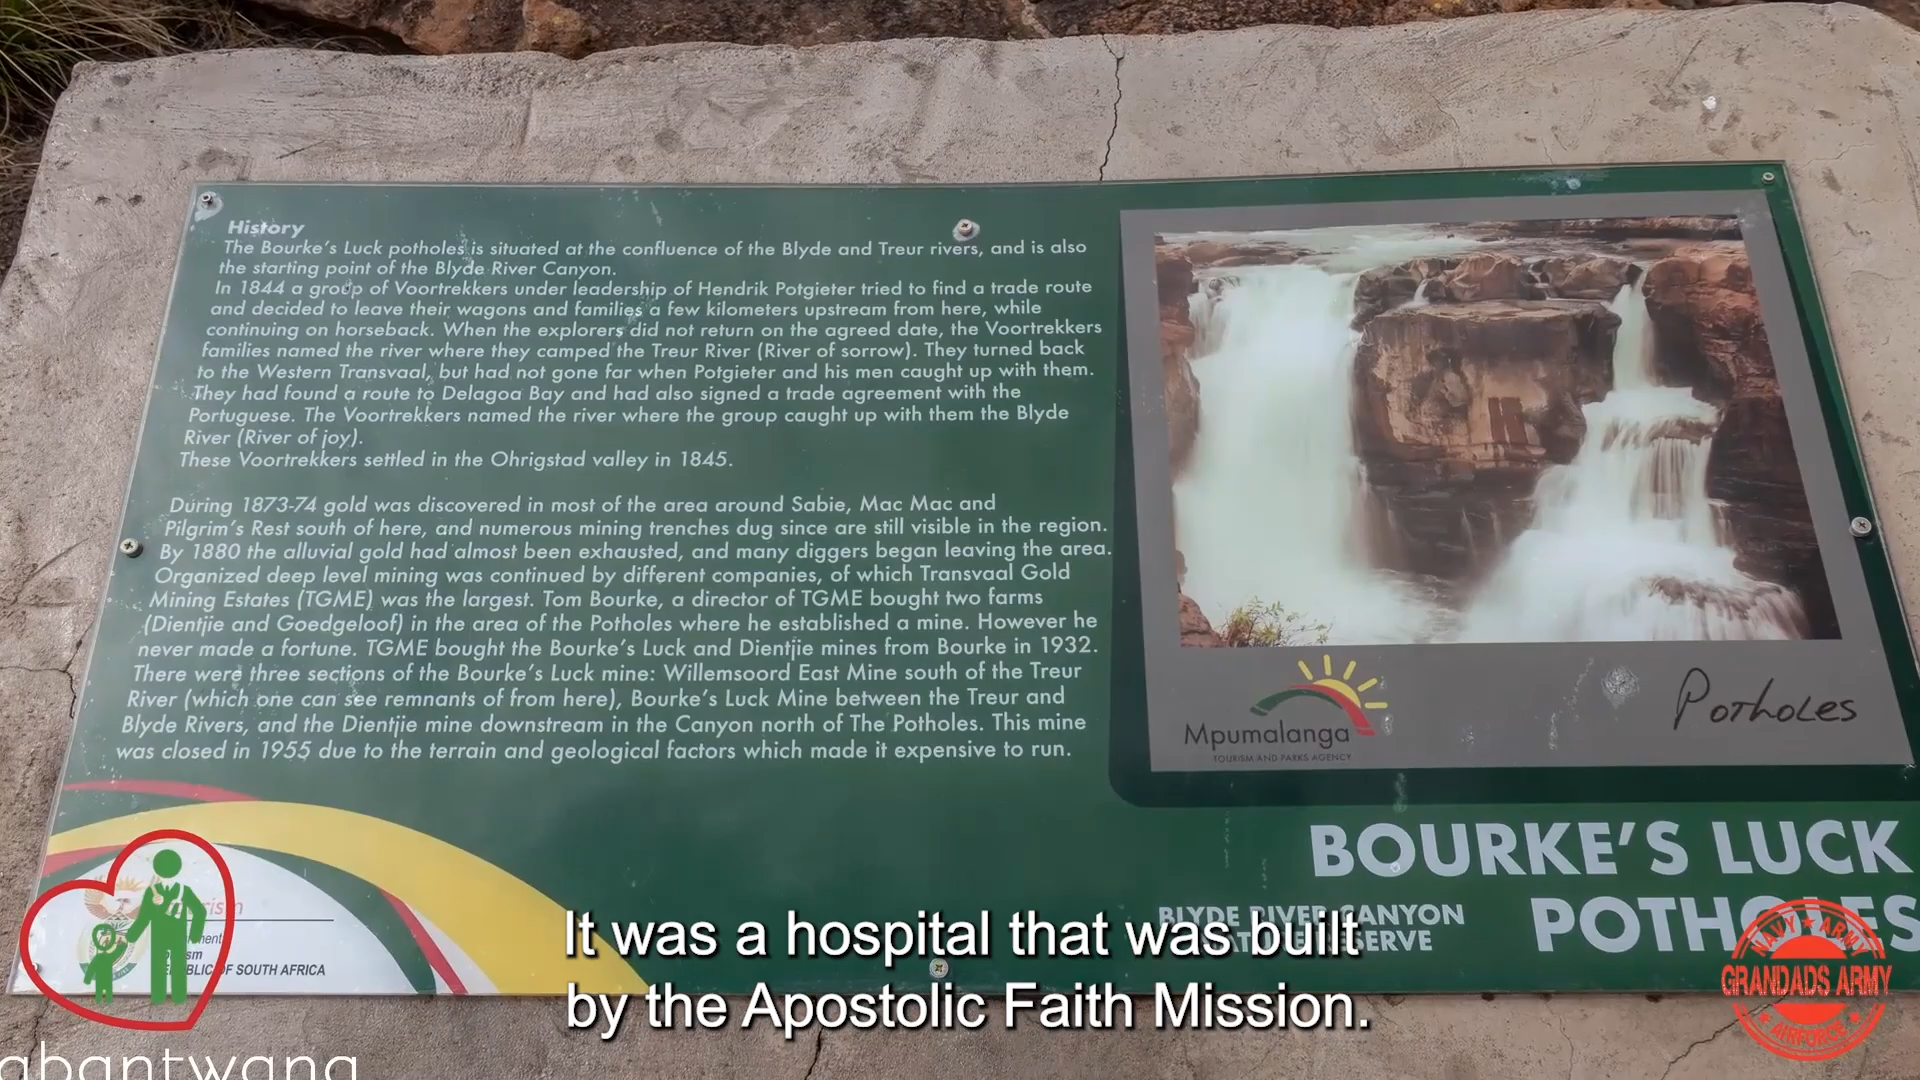 History
The Bourke's Luck potholes is situated at the confluence of the Blyde and Treur rivers, and is also
the starting point of the Blyde River Canyon.
In 1844 a group of Voortrekkers under leadership of Hendrik Potgieter tried to find a trade route
and decided to leave their wagons and families a few kilometers upstream from here, while
continuing on horseback. When the explorers did not return on the agreed date, the Voortrekkers
families named the river where they camped the Treur River (River of sorrow). They turned back
to the Western Transvaal, but had not gone far when Potgieter and his men caught up with them.
They had found a route to Delagoa Bay and had also signed a trade agreement with the
Portuguese. The Voortrekkers named the river where the group caught up with them the Blyde
River (River of joy).
These Voortrekkers settled in the Ohrigstad valley in 1845.
During 1873-74 gold was discovered in most of the area around Sabie, Mac Mac and
Pilgrim's Rest south of here, and numerous mining trenches dug since are still visible in the region.
By 1880 the alluvial gold had almost been exhausted, and many diggers began leaving the area.
Organized deep level mining was continued by different companies, of which Transvaal Gold
Mining Estates (TGME) was the largest. Tom Bourke, a director of TGME bought two farms
(Dientjie and Goedgeloof) in the area of the Potholes where he established a mine. However he
never made a fortune. TGME bought the Bourke's Luck and Dientjie mines from Bourke in 1932.
There were three sections of the Bourke's Luck mine: Willemsoord East Mine south of the Treur
River (which one can see remnants of from here), Bourke's Luck Mine between the Treur and
Blyde Rivers, and the Dientjie mine downstream in the Canyon north of The Potholes. This mine
was closed in 1955 due to the terrain and geological factors which made it expensive to run.
Mpumalanga
TOURISM AND PARKS AGENCY
Potholes
BOURKE'S LUCK
POTHOLES
BLYDE RIVER CANYON
OF SOUTH AFRICA
It was a hospital that was built
by the Apostolic Faith Mission.
NAVY ★ ARMY
GRANDADS ARMY
AIRFORCE
abantwana